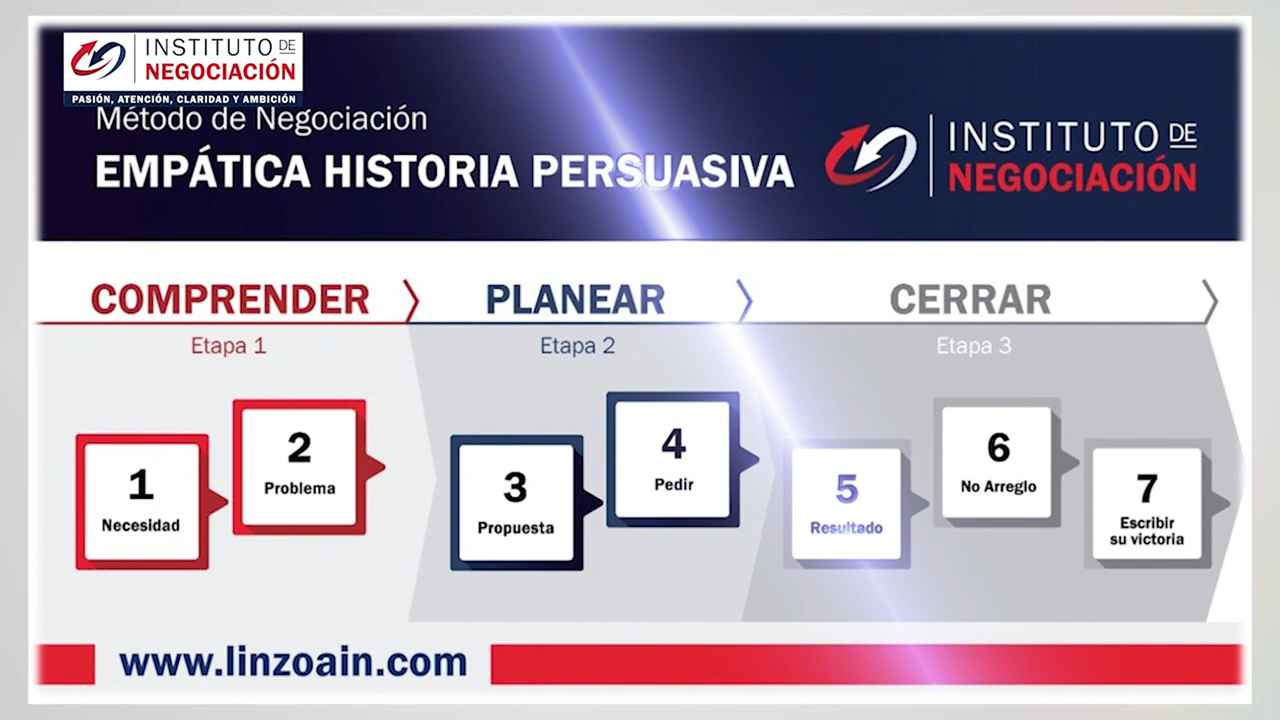 INSTITUTO DE
NEGOCIACIÓN
PASIÓN, ATENCIÓN, CLARIDAD Y AMBICIÓN
Método de Negociación
EMPÁTICA HISTORIA PERSUASIVA
INSTITUTO DE
NEGOCIACIÓN
COMPRENDER
Etapa 1
PLANEAR
Etapa 2
CERRAR
Etapa 3
1
Necesidad
2
Problema
3
Propuesta
4
Pedir
5
Resultado
6
No Arreglo
7
Escribir
su victoria
www.linzoain.com